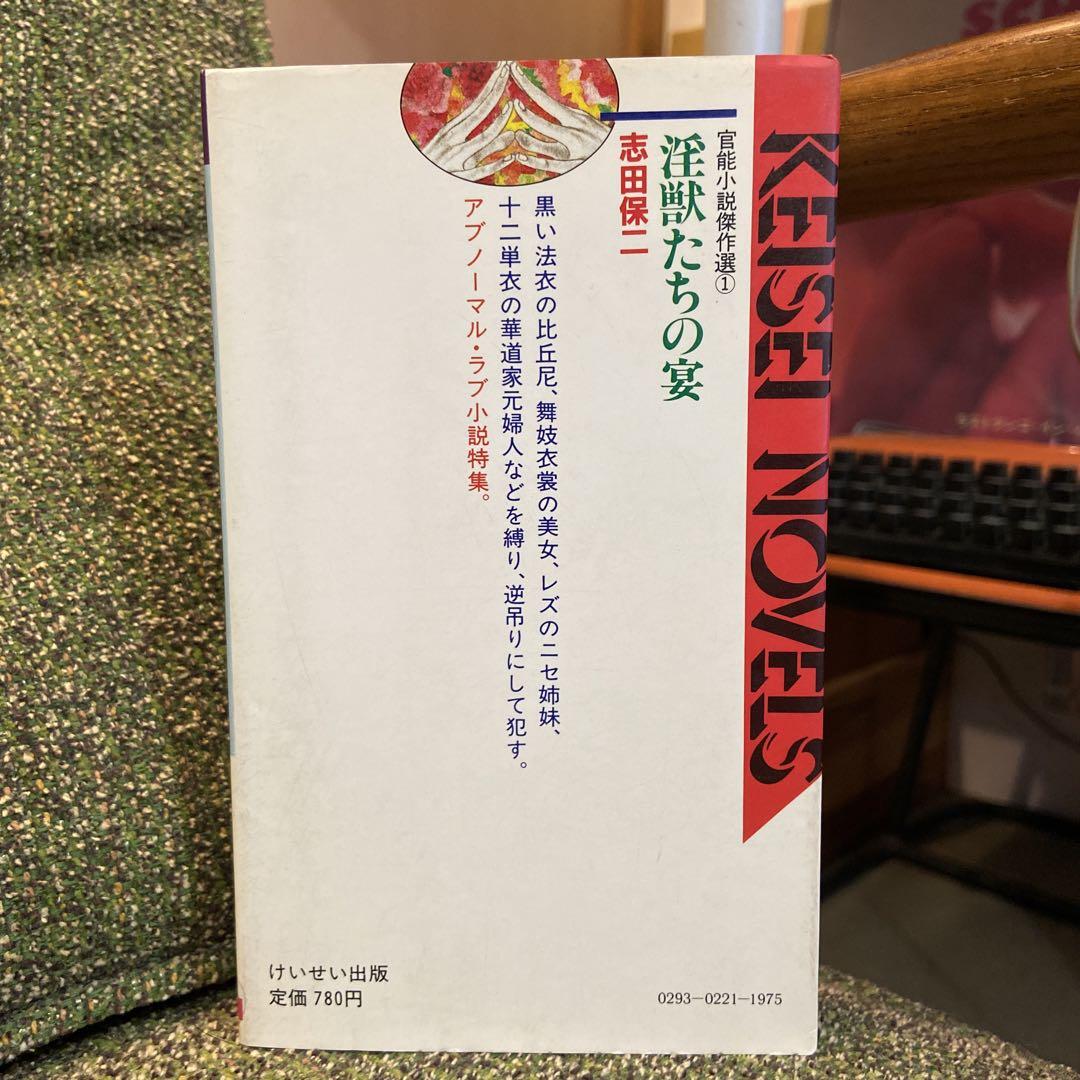 KEISEI NOVELS
官能小説傑作選①
淫獣たちの宴
志田保二
黒い法衣の比丘尼、舞妓衣裳の美女、レズのニセ姉妹、
十二単衣の華道家元婦人などを縛り、逆吊りにして犯す。
アブノーマル・ラブ小説特集。
けいせい出版
定価 780円
0293-0221-1975